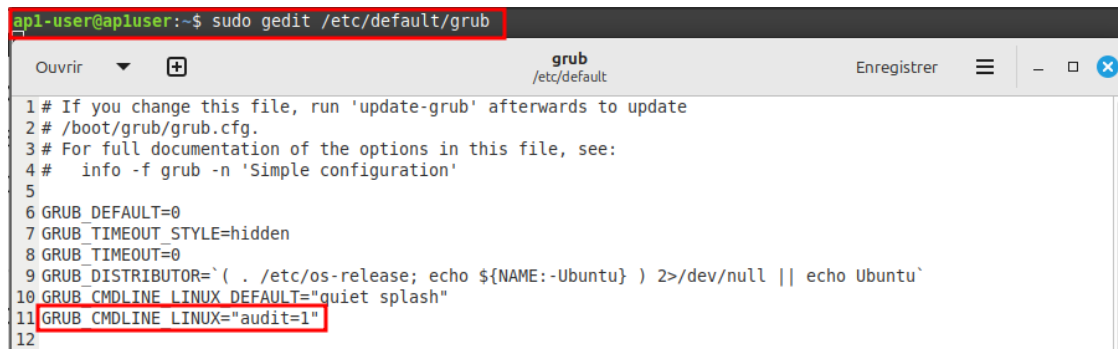 ap1-user@ap1user:~$ sudo gedit /etc/default/grub
Ouvrir
grub
/etc/default
Enregistrer
1 # If you change this file, run 'update-grub' afterwards to update
2 # /boot/grub/grub.cfg.
3 # For full documentation of the options in this file, see:
4 #   info -f grub -n 'Simple configuration'
5
6 GRUB_DEFAULT=0
7 GRUB_TIMEOUT_STYLE=hidden
8 GRUB_TIMEOUT=0
9 GRUB_DISTRIBUTOR=`( . /etc/os-release; echo ${NAME:-Ubuntu} ) 2>/dev/null || echo Ubuntu`
10 GRUB_CMDLINE_LINUX_DEFAULT="quiet splash"
11 GRUB_CMDLINE_LINUX="audit=1"
12